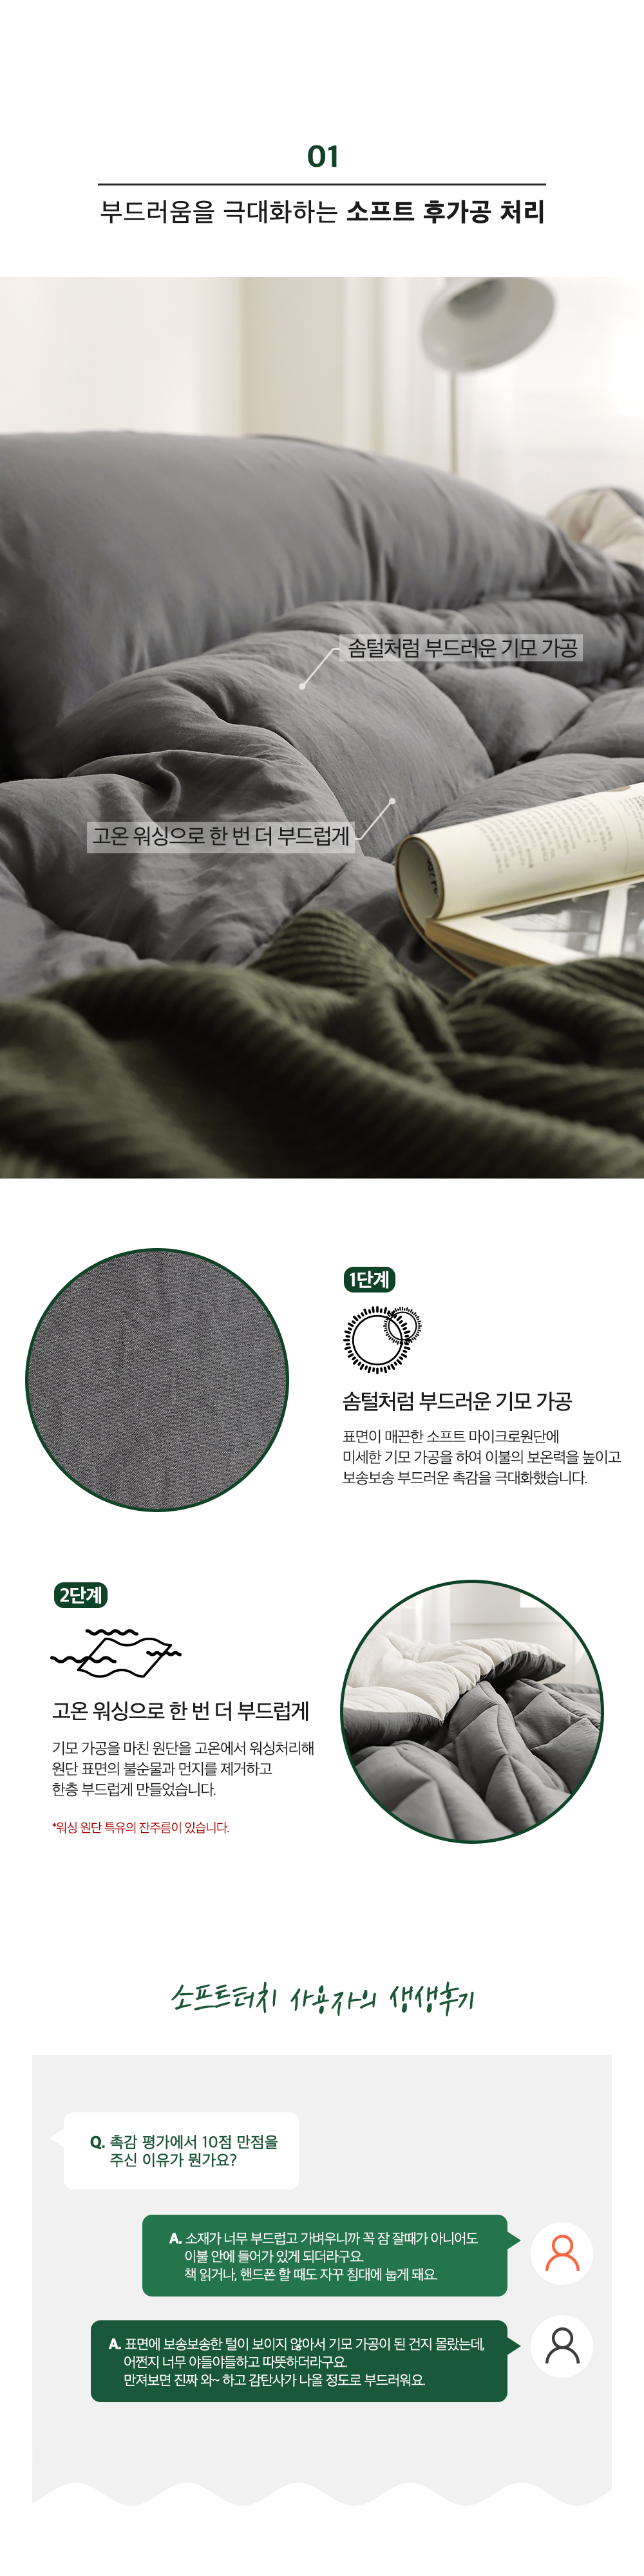 01
부드러움을 극대화하는 소프트 후가공 처리
솜털처럼 부드러운 기모 가공
고온 워싱으로 한 번 더 부드럽게
1단계
솜털처럼 부드러운 기모 가공
표면이 매끈한 소프트 마이크로원단에
미세한 기모 가공을 하여 이불의 보온력을 높이고
보송보송 부드러운 촉감을 극대화했습니다.
2단계
고온 워싱으로 한 번 더 부드럽게
기모 가공을 마친 원단을 고온에서 워싱처리해
원단 표면의 불순물과 먼지를 제거하고
한층 부드럽게 만들었습니다.
*워싱 원단 특유의 잔주름이 있습니다.
소프트터치 사용자의 생생후기
Q. 촉감 평가에서 10점 만점을
주신 이유가 뭔가요?
A. 소재가 너무 부드럽고 가벼우니까 꼭 잠 잘때가 아니어도
이불 안에 들어가 있게 되더라구요.
책 읽거나, 핸드폰 할 때도 자꾸 침대에 눕게 돼요.
A. 표면에 보송보송한 털이 보이지 않아서 기모 가공이 된 건지 몰랐는데,
어쩐지 너무 야들야들하고 따뜻하더라구요.
만져보면 진짜 와~ 하고 감탄사가 나올 정도로 부드러워요.